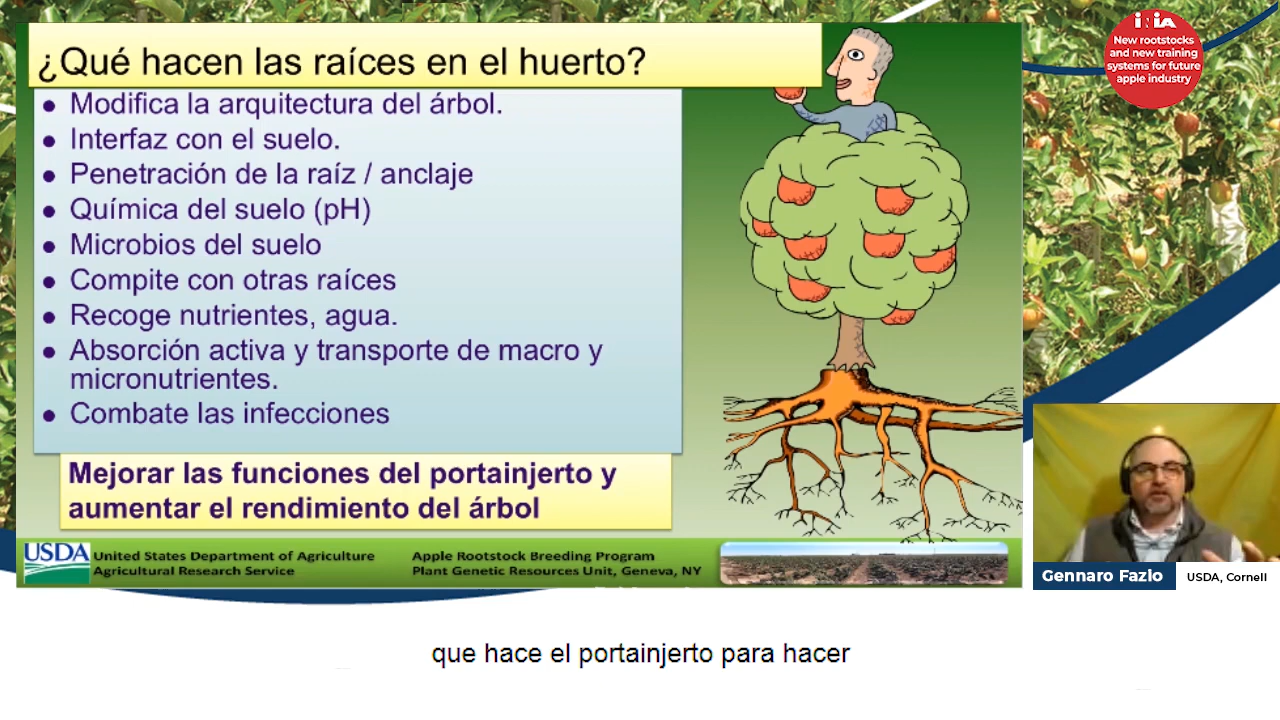 ¿Qué hacen las raíces en el huerto?
● Modifica la arquitectura del árbol.
● Interfaz con el suelo.
● Penetración de la raíz / anclaje
● Química del suelo (pH)
● Microbios del suelo
● Compite con otras raíces
● Recoge nutrientes, agua.
● Absorción activa y transporte de macro y
micronutrientes.
● Combate las infecciones
Mejorar las funciones del portainjerto y
aumentar el rendimiento del árbol
USDA
United States Department of Agriculture
Agricultural Research Service
Apple Rootstock Breeding Program
Plant Genetic Resources Unit, Geneva, NY
iNiA
New rootstocks
and new training
systems for future
apple industry
Gennaro Fazio
USDA, Cornell
que hace el portainjerto para hacer